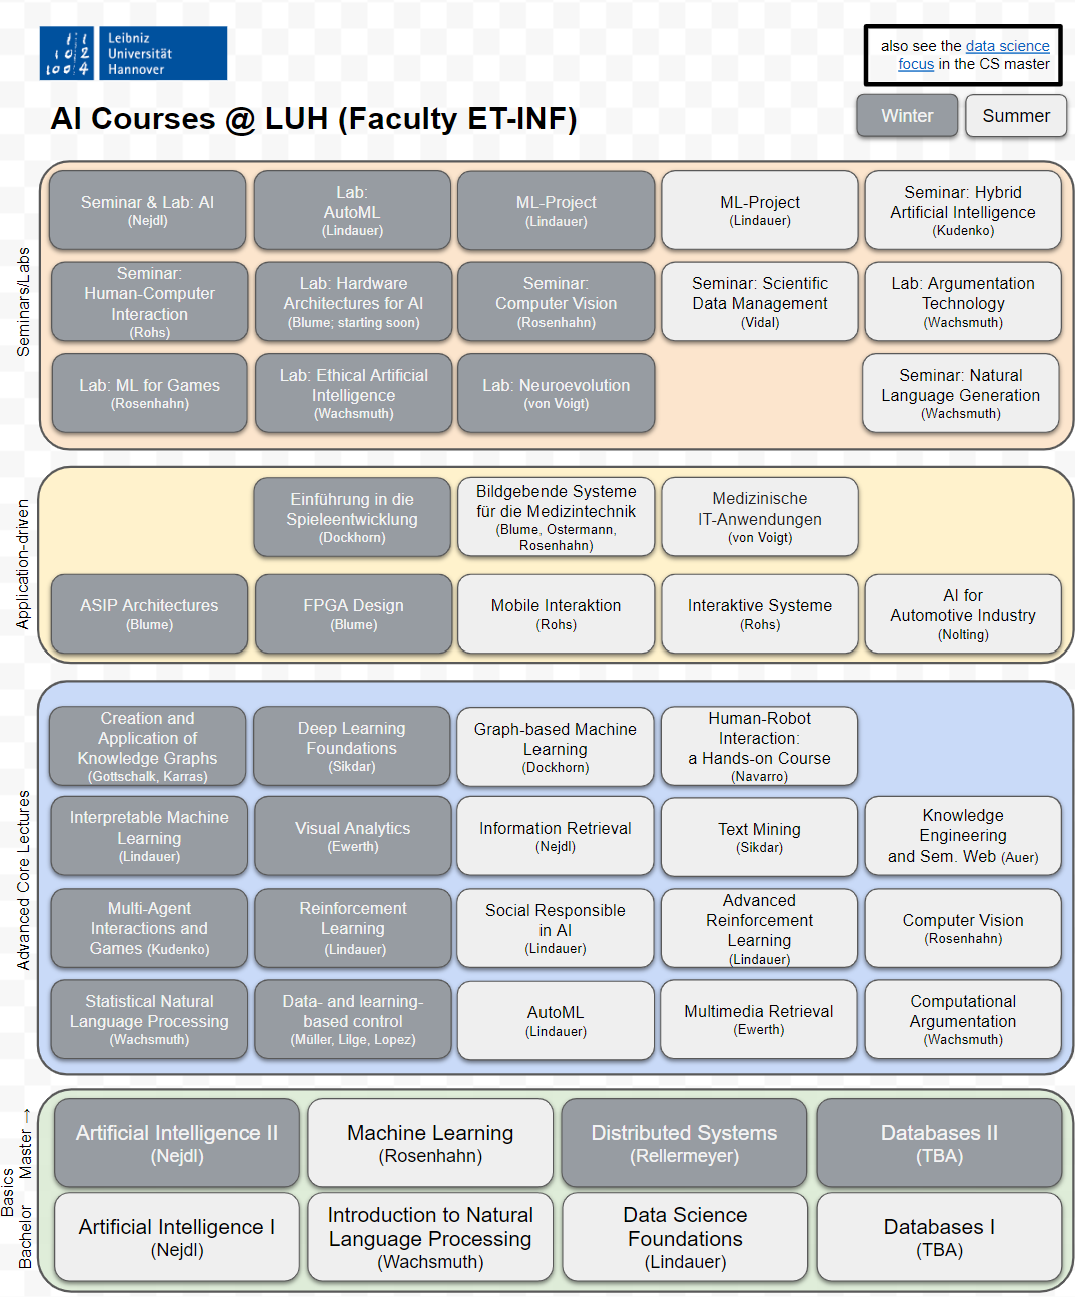 Leibniz
Universität
Hannover
also see the data science
focus in the CS master
AI Courses @ LUH (Faculty ET-INF)
Winter
Summer
Seminars/Labs
Seminar & Lab: AI
(Nejdl)
Lab:
AutoML
(Lindauer)
ML-Project
(Lindauer)
ML-Project
(Lindauer)
Seminar: Hybrid
Artificial Intelligence
(Kudenko)
Seminar:
Human-Computer
Interaction
(Rohs)
Lab: Hardware
Architectures for AI
(Blume; starting soon)
Seminar:
Computer Vision
(Rosenhahn)
Seminar: Scientific
Data Management
(Vidal)
Lab: Argumentation
Technology
(Wachsmuth)
Lab: ML for Games
(Rosenhahn)
Lab: Ethical Artificial
Intelligence
(Wachsmuth)
Lab: Neuroevolution
(von Voigt)
Seminar: Natural
Language Generation
(Wachsmuth)
Application-driven
Einführung in die
Spieleentwicklung
(Dockhorn)
Bildgebende Systeme
für die Medizintechnik
(Blume, Ostermann,
Rosenhahn)
Medizinische
IT-Anwendungen
(von Voigt)
ASIP Architectures
(Blume)
FPGA Design
(Blume)
Mobile Interaktion
(Rohs)
Interaktive Systeme
(Rohs)
AI for
Automotive Industry
(Nolting)
Advanced Core Lectures
Creation and
Application of
Knowledge Graphs
(Gottschalk, Karras)
Deep Learning
Foundations
(Sikdar)
Graph-based Machine
Learning
(Dockhorn)
Human-Robot
Interaction:
a Hands-on Course
(Navarro)
Interpretable Machine
Learning
(Lindauer)
Visual Analytics
(Ewerth)
Information Retrieval
(Nejdl)
Text Mining
(Sikdar)
Knowledge
Engineering
and Sem. Web (Auer)
Multi-Agent
Interactions and
Games (Kudenko)
Reinforcement
Learning
(Lindauer)
Social Responsible
in AI
(Lindauer)
Advanced
Reinforcement
Learning
(Lindauer)
Computer Vision
(Rosenhahn)
Statistical Natural
Language Processing
(Wachsmuth)
Data- and learning-
based control
(Müller, Lilge, Lopez)
AutoML
(Lindauer)
Multimedia Retrieval
(Ewerth)
Computational
Argumentation
(Wachsmuth)
Basics
Bachelor Master →
Artificial Intelligence II
(Nejdl)
Machine Learning
(Rosenhahn)
Distributed Systems
(Rellermeyer)
Databases II
(TBA)
Artificial Intelligence I
(Nejdl)
Introduction to Natural
Language Processing
(Wachsmuth)
Data Science
Foundations
(Lindauer)
Databases I
(TBA)